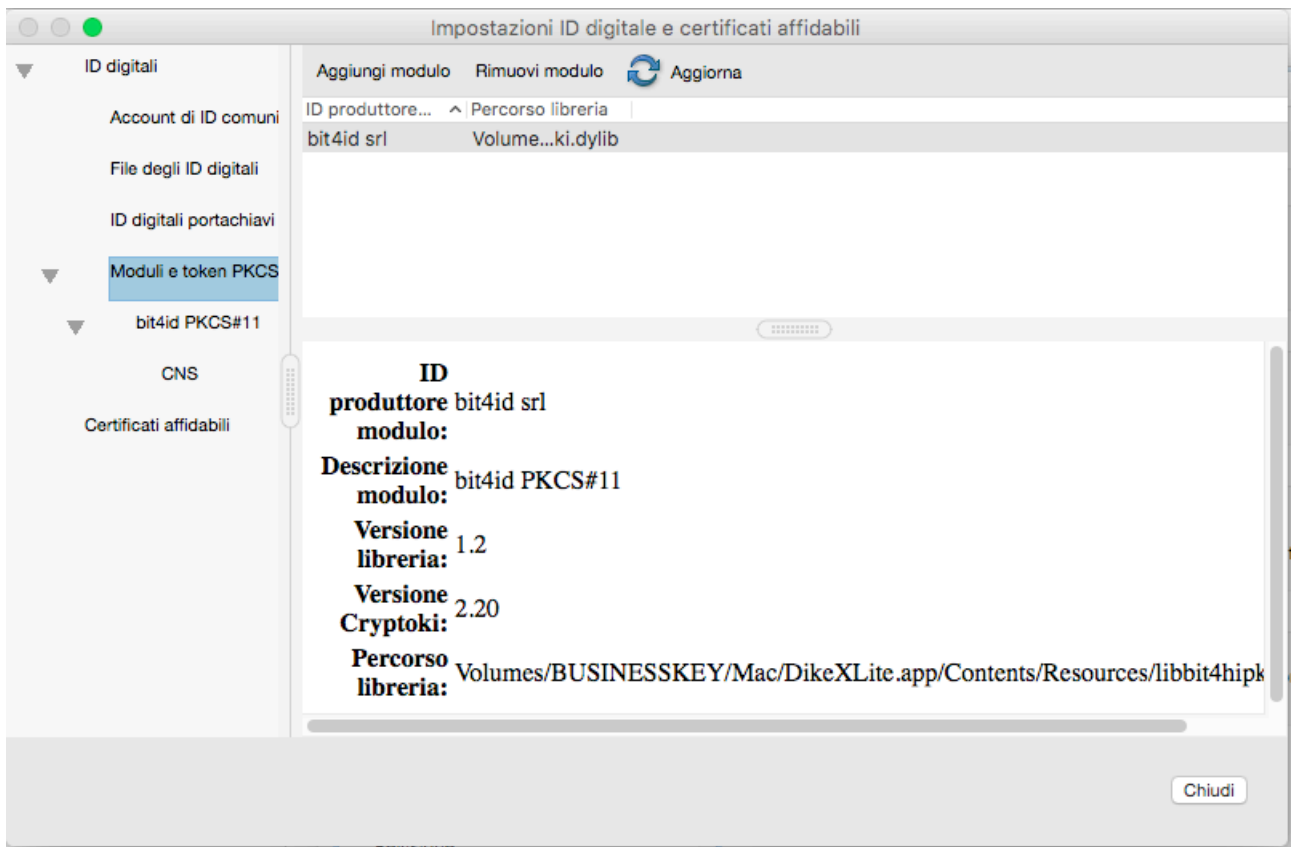 Impostazioni ID digitale e certificati affidabili
ID digitali
Account di ID comuni
File degli ID digitali
ID digitali portachiavi
Moduli e token PKCS
bit4id PKCS#11
CNS
Certificati affidabili
Aggiungi modulo Rimuovi modulo Aggiorna
ID produttore... Percorso libreria
bit4id srl Volume...ki.dylib
ID
produttore bit4id srl
modulo:
Descrizione
modulo: bit4id PKCS#11
Versione
libreria: 1.2
Versione
Cryptoki: 2.20
Percorso
libreria: Volumes/BUSINESSKEY/Mac/DikeXLite.app/Contents/Resources/libbit4hipk
Chiudi